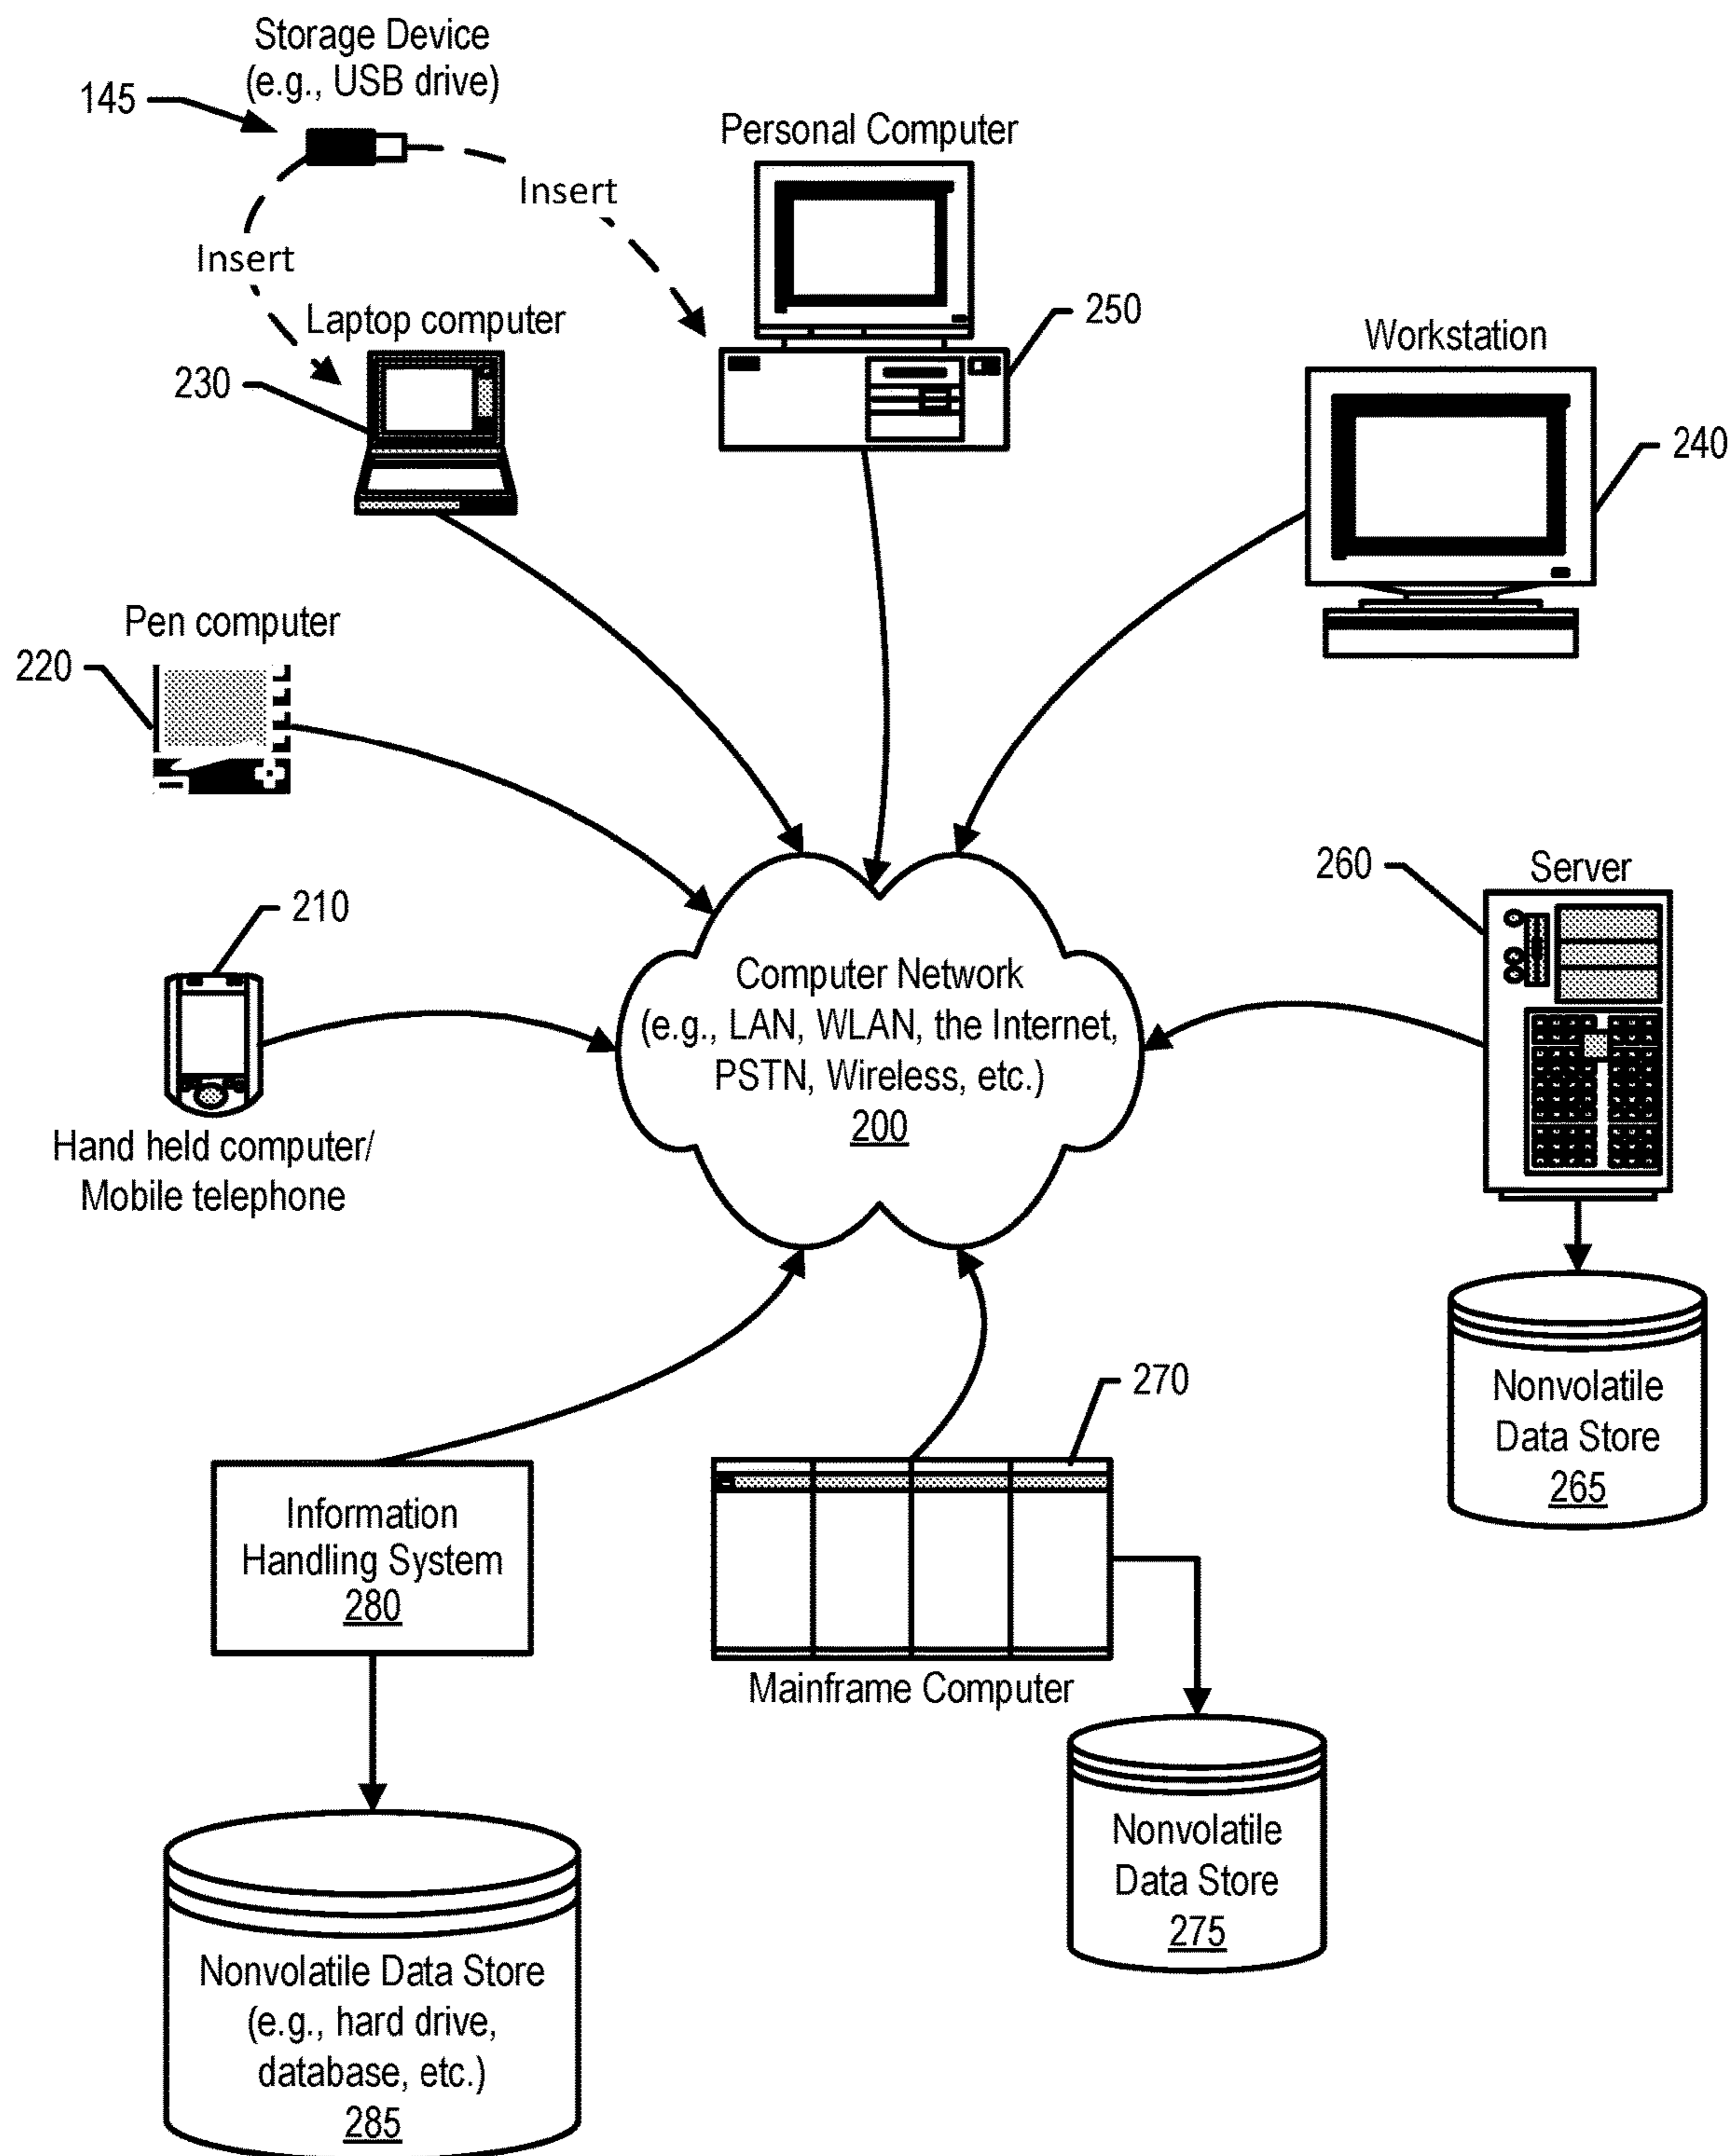 Storage Device
(e.g., USB drive)
145
Insert
Insert
Personal Computer
250
Laptop computer
230
Workstation
240
Pen computer
220
210
Hand held computer/
Mobile telephone
Computer Network
(e.g., LAN, WLAN, the Internet,
PSTN, Wireless, etc.)
200
260
Server
Nonvolatile
Data Store
265
270
Mainframe Computer
Information
Handling System
280
Nonvolatile
Data Store
275
Nonvolatile Data Store
(e.g., hard drive,
database, etc.)
285